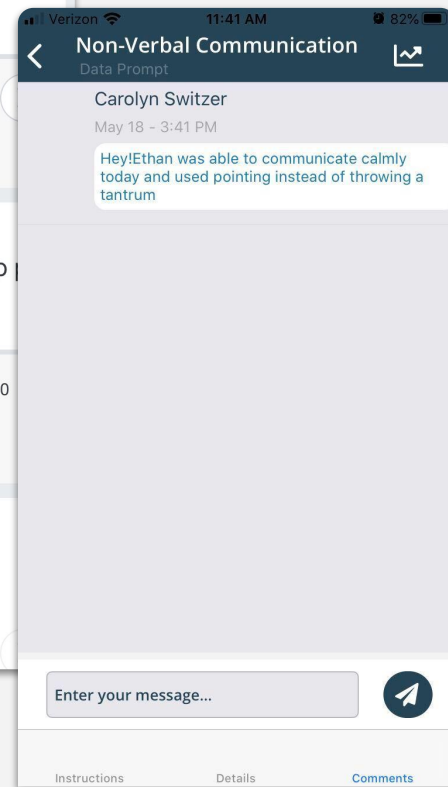 Verizon 11:41 AM 82%
Non-Verbal Communication
Data Prompt
Carolyn Switzer
May 18 - 3:41 PM
Hey!Ethan was able to communicate calmly
today and used pointing instead of throwing a
tantrum
0
Enter your message...
Instructions Details Comments